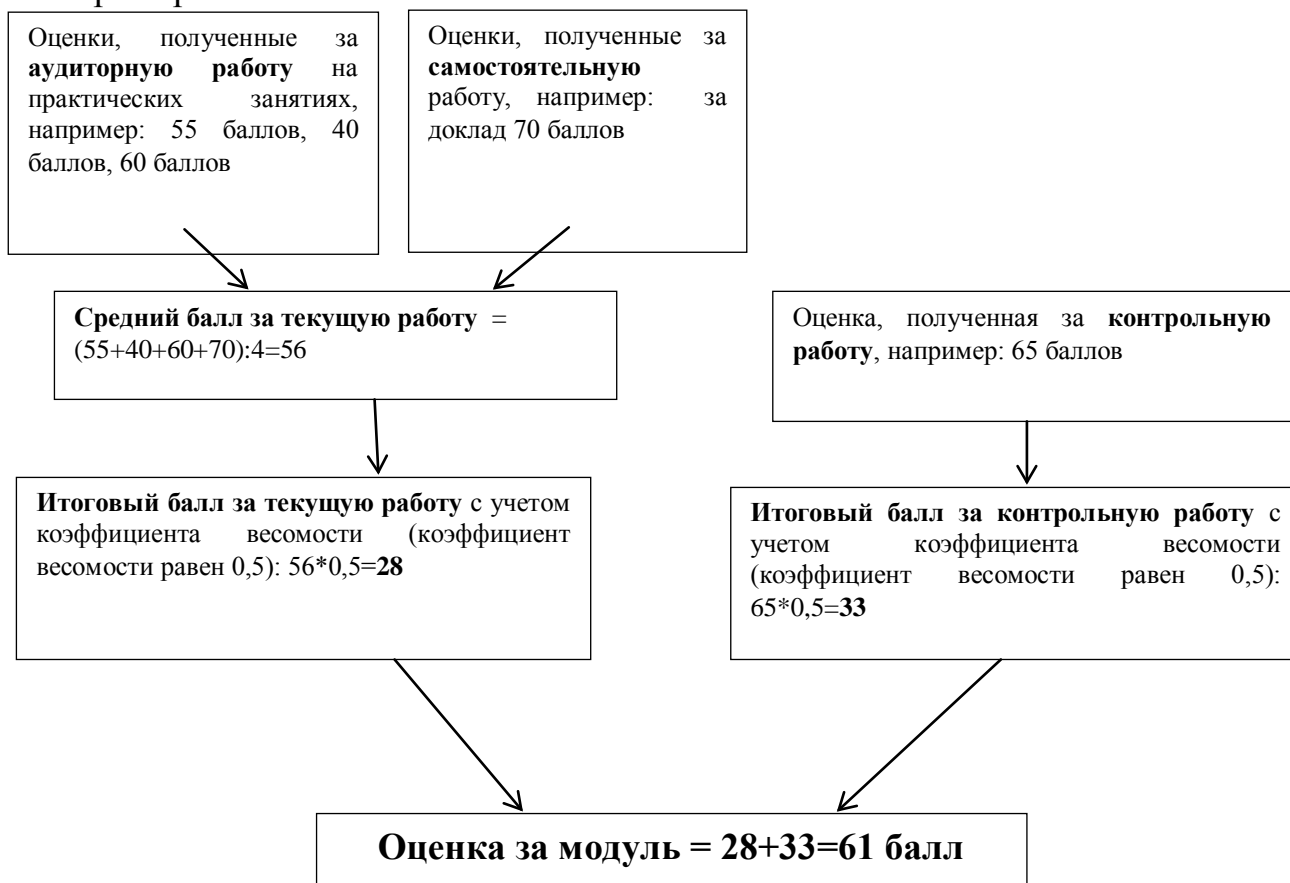 Оценки, полученные за
аудиторную работу на
практических занятиях,
например: 55 баллов, 40
баллов, 60 баллов
Оценки, полученные за
самостоятельную
работу, например: за
доклад 70 баллов
Средний балл за текущую работу =
(55+40+60+70):4=56
Оценка, полученная за контрольную
работу, например: 65 баллов
Итоговый балл за текущую работу с учетом
коэффициента весомости (коэффициент
весомости равен 0,5): 56*0,5=28
Итоговый балл за контрольную работу с
учетом коэффициента весомости
(коэффициент весомости равен 0,5):
65*0,5=33
Оценка за модуль = 28+33=61 балл